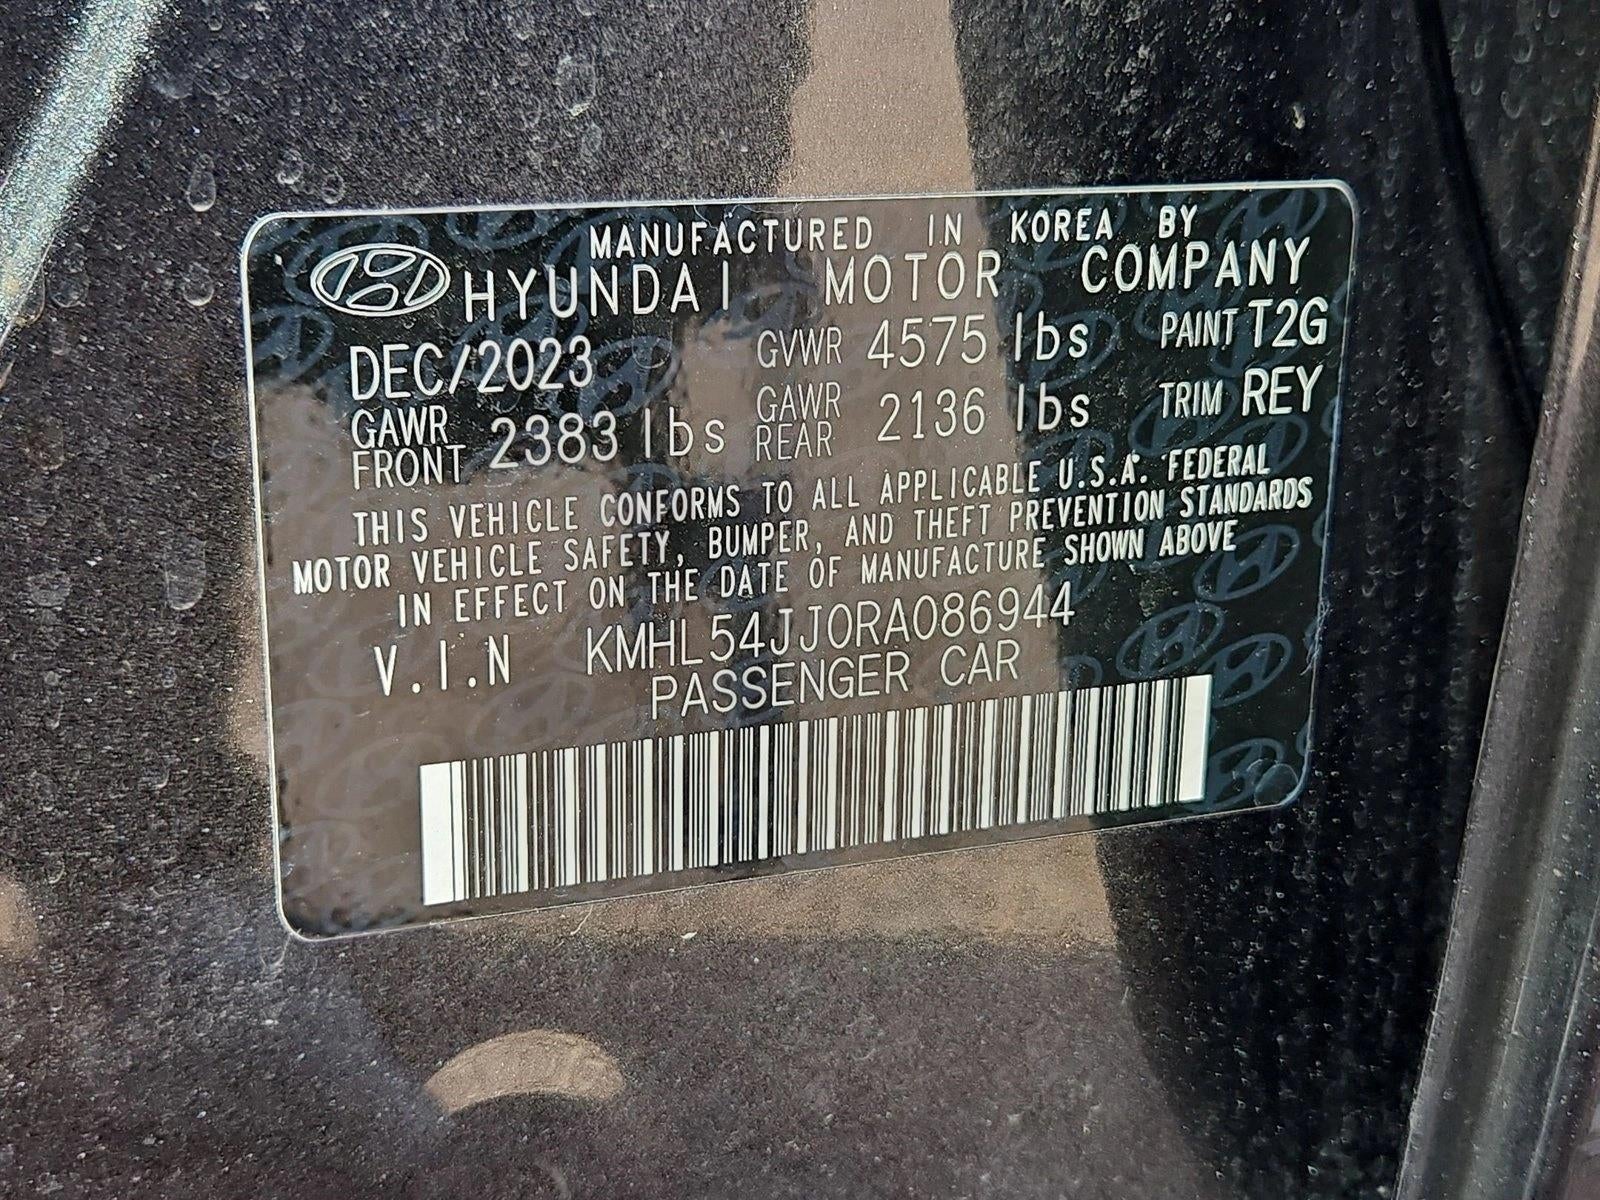 MANUFACTURED IN KOREA BY
HYUNDAI MOTOR COMPANY
DEC/2023 GVWR 4575 lbs PAINT T2G
GAWR FRONT 2383 lbs GAWR REAR 2136 lbs TRIM REY
THIS VEHICLE CONFORMS TO ALL APPLICABLE U.S.A. FEDERAL
MOTOR VEHICLE SAFETY, BUMPER, AND THEFT PREVENTION STANDARDS
IN EFFECT ON THE DATE OF MANUFACTURE SHOWN ABOVE
V.I.N KMHL54JJ0RA086944
PASSENGER CAR